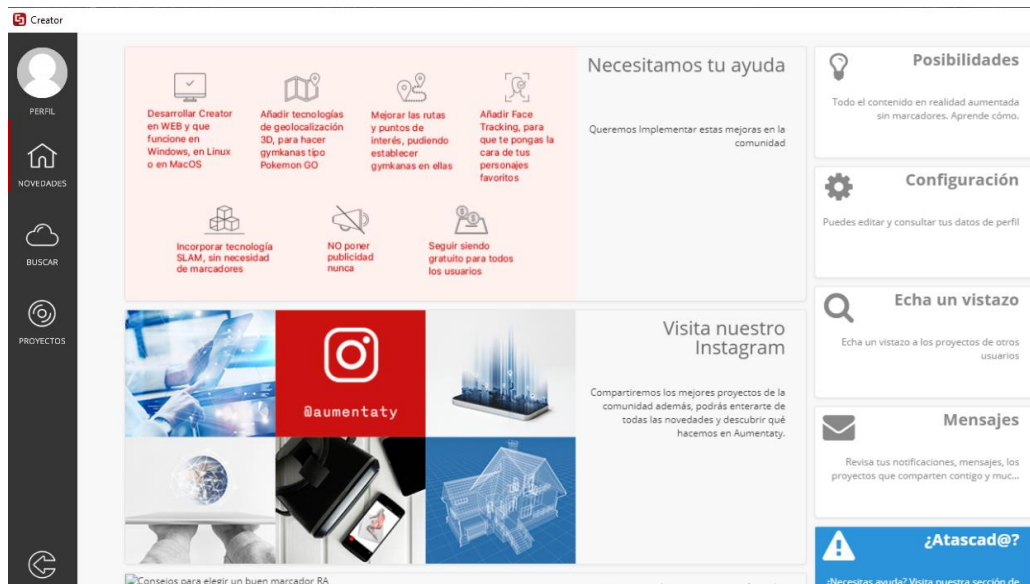 Creator
PERFIL
NOVEDADES
BUSCAR
PROYECTOS
Desarrollar Creator
en WEB y que
funcione en
Windows, en Linux
o en MacOS
Añadir tecnologías
de geolocalización
3D, para hacer
gymkanas tipo
Pokemon GO
Mejorar las rutas
y puntos de
interés, pudiendo
establecer
gymkanas en ellas
Añadir Face
Tracking, para
que te pongas la
cara de tus
personajes
favoritos
Incorporar tecnología
SLAM, sin necesidad
de marcadores
NO poner
publicidad
nunca
Seguir siendo
gratuito para todos
los usuarios
Necesitamos tu ayuda
Queremos Implementar estas mejoras en la
comunidad
@aumentaty
Visita nuestro
Instagram
Compartiremos los mejores proyectos de la
comunidad además, podrás enterarte de
todas las novedades y descubrir qué
hacemos en Aumentaty.
Consejos para elegir un buen marcador RA
Posibilidades
Todo el contenido en realidad aumentada
sin marcadores. Aprende cómo.
Configuración
Puedes editar y consultar tus datos de perfil
Echa un vistazo
Echa un vistazo a los proyectos de otros
usuarios
Mensajes
Revisa tus notificaciones, mensajes, los
proyectos que comparten contigo y muc...
¿Atascad@?
¿Necesitas ayuda? Visita nuestra sección de